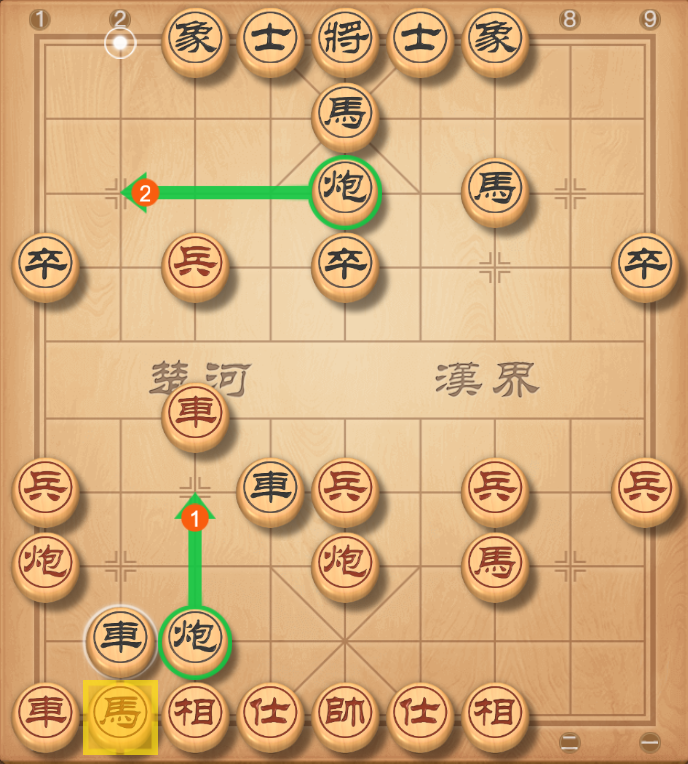 1 2 象 士 將 士 象 8 9
馬
2 炮 馬
卒 兵 卒 卒
楚河 漢界
車
兵 車 兵 兵 兵
1
炮 炮 馬
車 炮
車 馬 相 仕 帥 仕 相 二 一